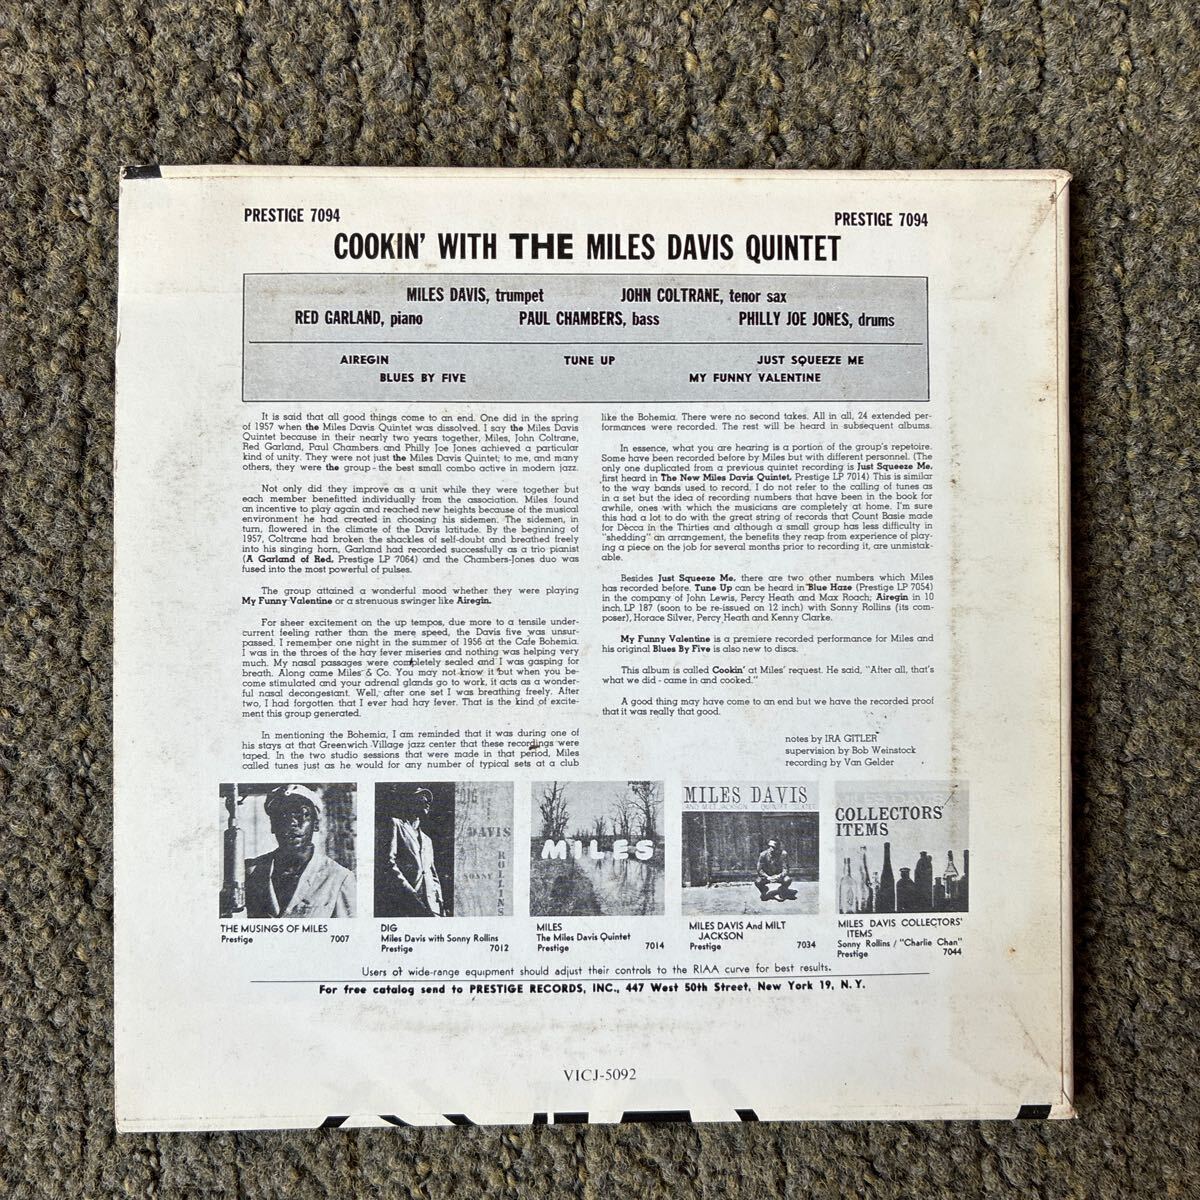 PRESTIGE 7094
PRESTIGE 7094
COOKIN' WITH THE MILES DAVIS QUINTET
MILES DAVIS, trumpet JOHN COLTRANE, tenor sax
RED GARLAND, piano PAUL CHAMBERS, bass PHILLY JOE JONES, drums
AIREGIN TUNE UP JUST SQUEEZE ME
BLUES BY FIVE MY FUNNY VALENTINE
It is said that all good things come to an end. One did in the spring
of 1957 when the Miles Davis Quintet was dissolved. I say the Miles Davis
Quintet because in their nearly two years together, Miles, John Coltrane,
Red Garland, Paul Chambers and Philly Joe Jones achieved a particular
kind of unity. They were not just the Miles Davis Quintet; to me, and many
others, they were the group - the best small combo active in modern jazz.
Not only did they improve as a unit while they were together but
each member benefitted individually from the association. Miles found
an incentive to play again and reached new heights because of the musical
environment he had created in choosing his sidemen. The sidemen, in
turn, flowered in the climate of the Davis latitude. By the beginning of
1957, Coltrane had broken the shackles of self-doubt and breathed freely
into his singing horn, Garland had recorded successfully as a trio pianist
(A Garland of Red, Prestige LP 7064) and the Chambers-Jones duo was
fused into the most powerful of pulses.
The group attained a wonderful mood whether they were playing
My Funny Valentine or a strenuous swinger like Airegin.
For sheer excitement on the up tempos, due more to a tensile under-
current feeling rather than the mere speed, the Davis five was unsur-
passed. I remember one night in the summer of 1956 at the Cafe Bohemia.
I was in the throes of the hay fever miseries and nothing was helping very
much. My nasal passages were completely sealed and I was gasping for
breath. Along came Miles & Co. You may not know it but when you be-
come stimulated and your adrenal glands go to work, it acts as a wonder-
ful nasal decongestant. Well, after one set I was breathing freely. After
two, I had forgotten that I ever had hay fever. That is the kind of excite-
ment this group generated.
In mentioning the Bohemia, I am reminded that it was during one of
his stays at that Greenwich Village jazz center that these recordings were
taped. In the two studio sessions that were made in that period, Miles
called tunes just as he would for any number of typical sets at a club
like the Bohemia. There were no second takes. All in all, 24 extended per-
formances were recorded. The rest will be heard in subsequent albums.
In essence, what you are hearing is a portion of the group's repetoire.
Some have been recorded before by Miles but with different personnel. (The
only one duplicated from a previous quintet recording is Just Squeeze Me,
first heard in The New Miles Davis Quintet, Prestige LP 7014) This is similar
to the way bands used to record. I do not refer to the calling of tunes as
in a set but the idea of recording numbers that have been in the book for
awhile, ones with which the musicians are completely at home. I'm sure
this had a lot to do with the great string of records that Count Basie made
for Decca in the Thirties and although a small group has less difficulty in
"shedding" an arrangement, the benefits they reap from experience of play-
ing a piece on the job for several months prior to recording it, are unmistak-
able.
Besides Just Squeeze Me, there are two other numbers which Miles
has recorded before. Tune Up can be heard in Blue Haze (Prestige LP 7054)
in the company of John Lewis, Percy Heath and Max Roach; Airegin in 10
inch LP 187 (soon to be re-issued on 12 inch) with Sonny Rollins (its com-
poser), Horace Silver, Percy Heath and Kenny Clarke.
My Funny Valentine is a premiere recorded performance for Miles and
his original Blues By Five is also new to discs.
This album is called Cookin' at Miles' request. He said, "After all, that's
what we did - came in and cooked."
A good thing may have come to an end but we have the recorded proof
that it was really that good.
notes by IRA GITLER
supervision by Bob Weinstock
recording by Van Gelder
DIG
DAVIS
SONNY
ROLLINS
MILES
MILES DAVIS
AND MILT JACKSON QUINTET SEXTET
COLLECTORS'
ITEMS
THE MUSINGS OF MILES
Prestige 7007
DIG
Miles Davis with Sonny Rollins
Prestige 7012
MILES
The Miles Davis Quintet
Prestige 7014
MILES DAVIS And MILT
JACKSON
Prestige 7034
MILES DAVIS COLLECTORS'
ITEMS
Sonny Rollins / "Charlie Chan"
Prestige 7044
Users of wide-range equipment should adjust their controls to the RIAA curve for best results.
For free catalog send to PRESTIGE RECORDS, INC., 447 West 50th Street, New York 19, N. Y.
VICJ-5092